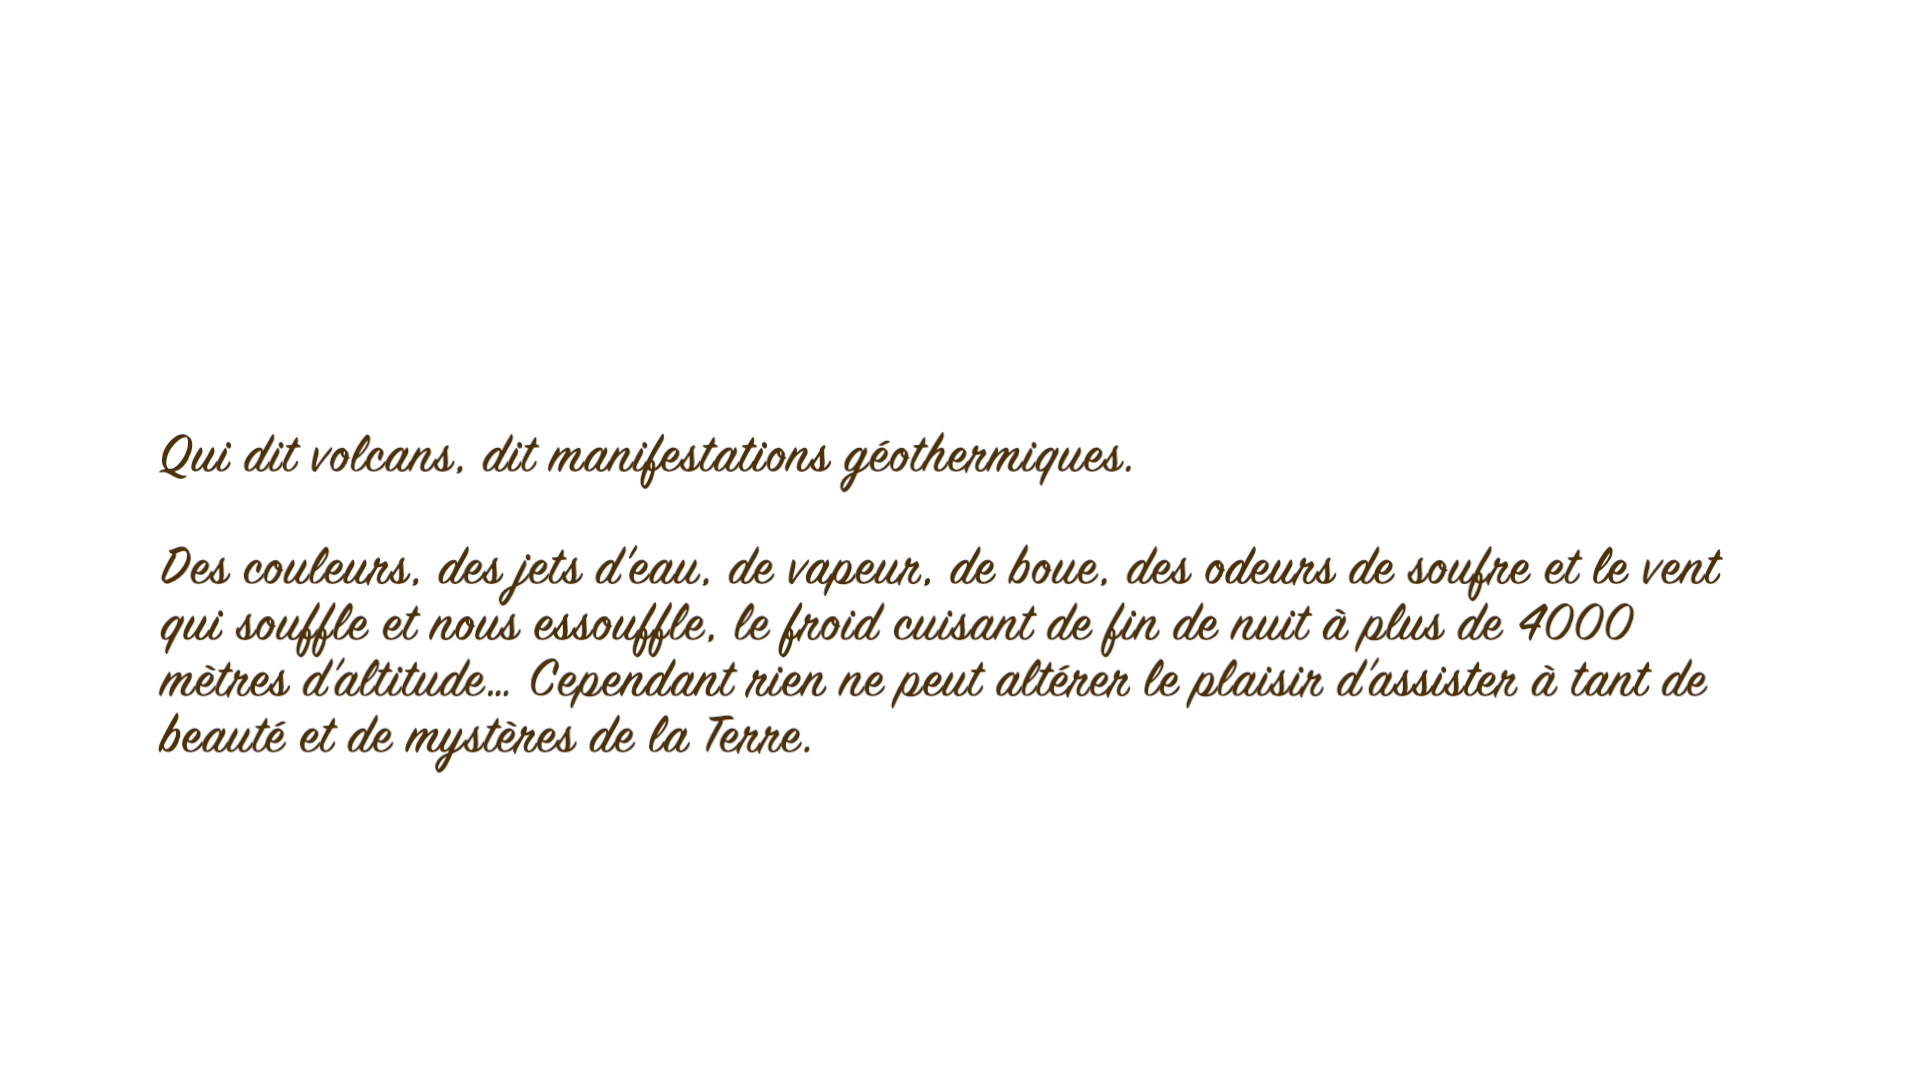 Qui dit volcans, dit manifestations géothermiques.
Des couleurs, des jets d'eau, de vapeur, de boue, des odeurs de soufre et le vent
qui souffle et nous essouffle, le froid cuisant de fin de nuit à plus de 4000
mètres d'altitude... Cependant rien ne peut altérer le plaisir d'assister à tant de
beauté et de mystères de la Terre.